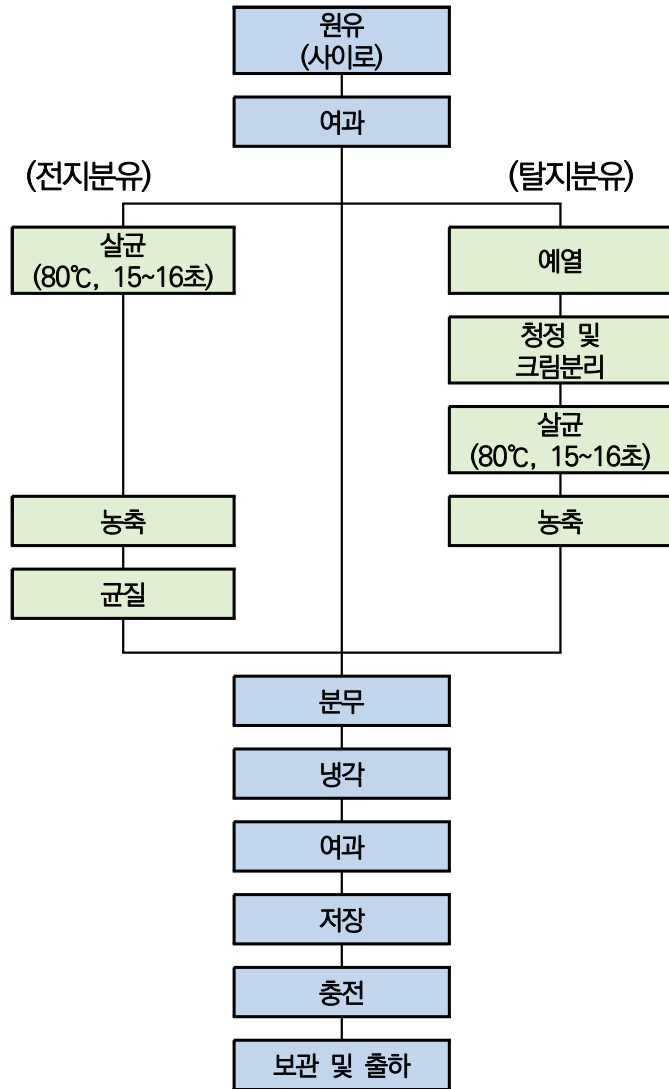 원유
(사이로)
여과
(전지분유)
살균
(80℃, 15~16초)
농축
균질
(탈지분유)
예열
청정 및
크림분리
살균
(80℃, 15~16초)
농축
분무
냉각
여과
저장
충전
보관 및 출하